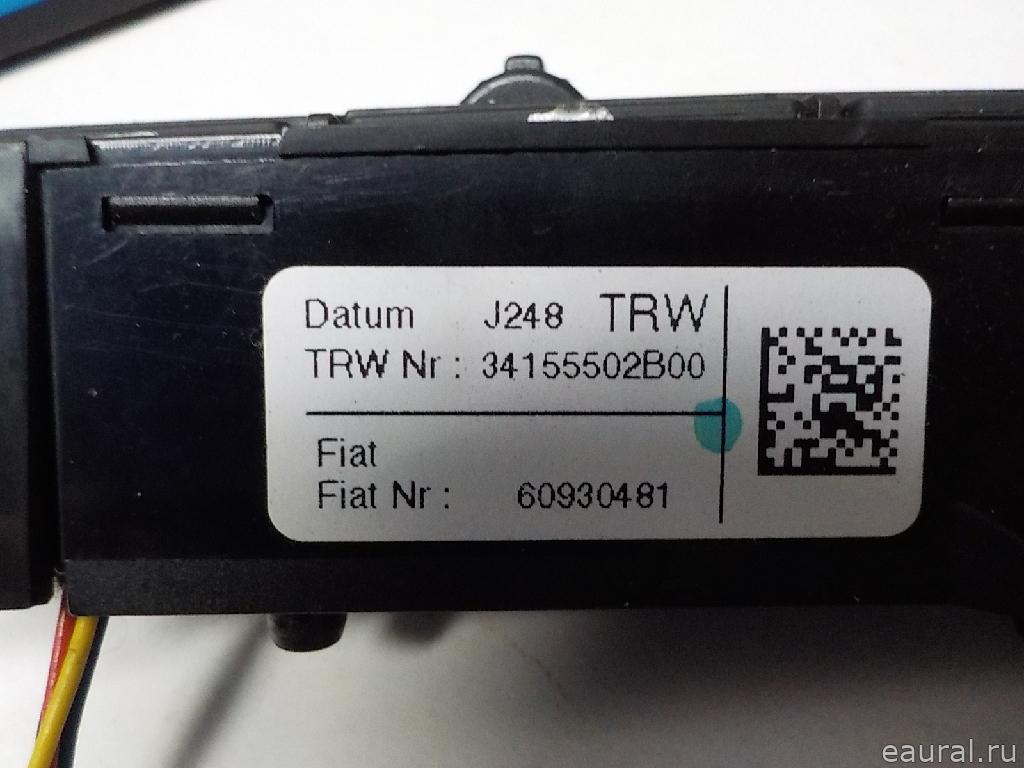 Datum J248 TRW
TRW Nr : 34155502B00
Fiat
Fiat Nr : 60930481
eaural.ru